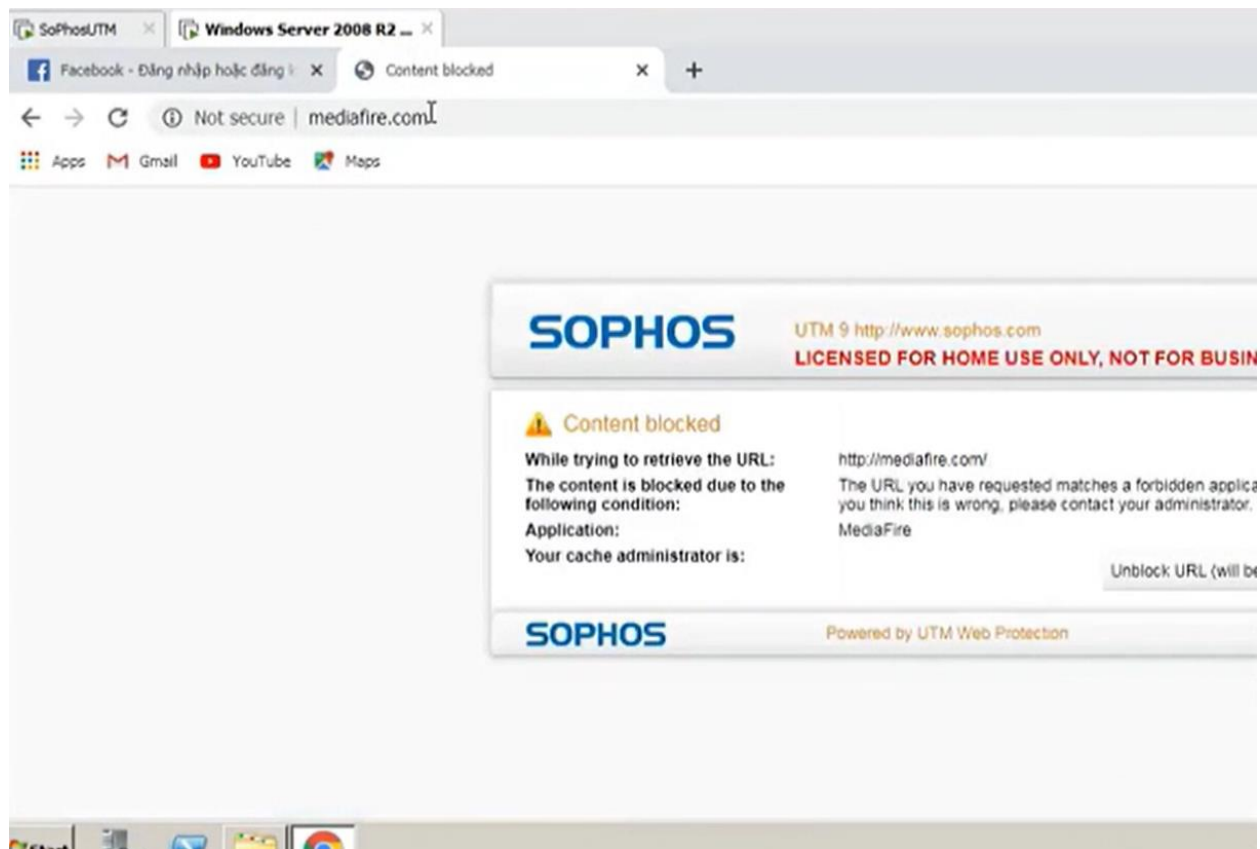 SoPhosUTM
Windows Server 2008 R2 ...
Facebook - Đăng nhập hoặc đăng
Content blocked
Not secure | mediafire.com
Apps Gmail YouTube Maps
SOPHOS
UTM 9 http://www.sophos.com
LICENSED FOR HOME USE ONLY, NOT FOR BUSIN
Content blocked
While trying to retrieve the URL: http://mediafire.com/
The content is blocked due to the The URL you have requested matches a forbidden applica
following condition: you think this is wrong, please contact your administrator.
Application: MediaFire
Your cache administrator is:
Unblock URL (will be
SOPHOS Powered by UTM Web Protection
Start